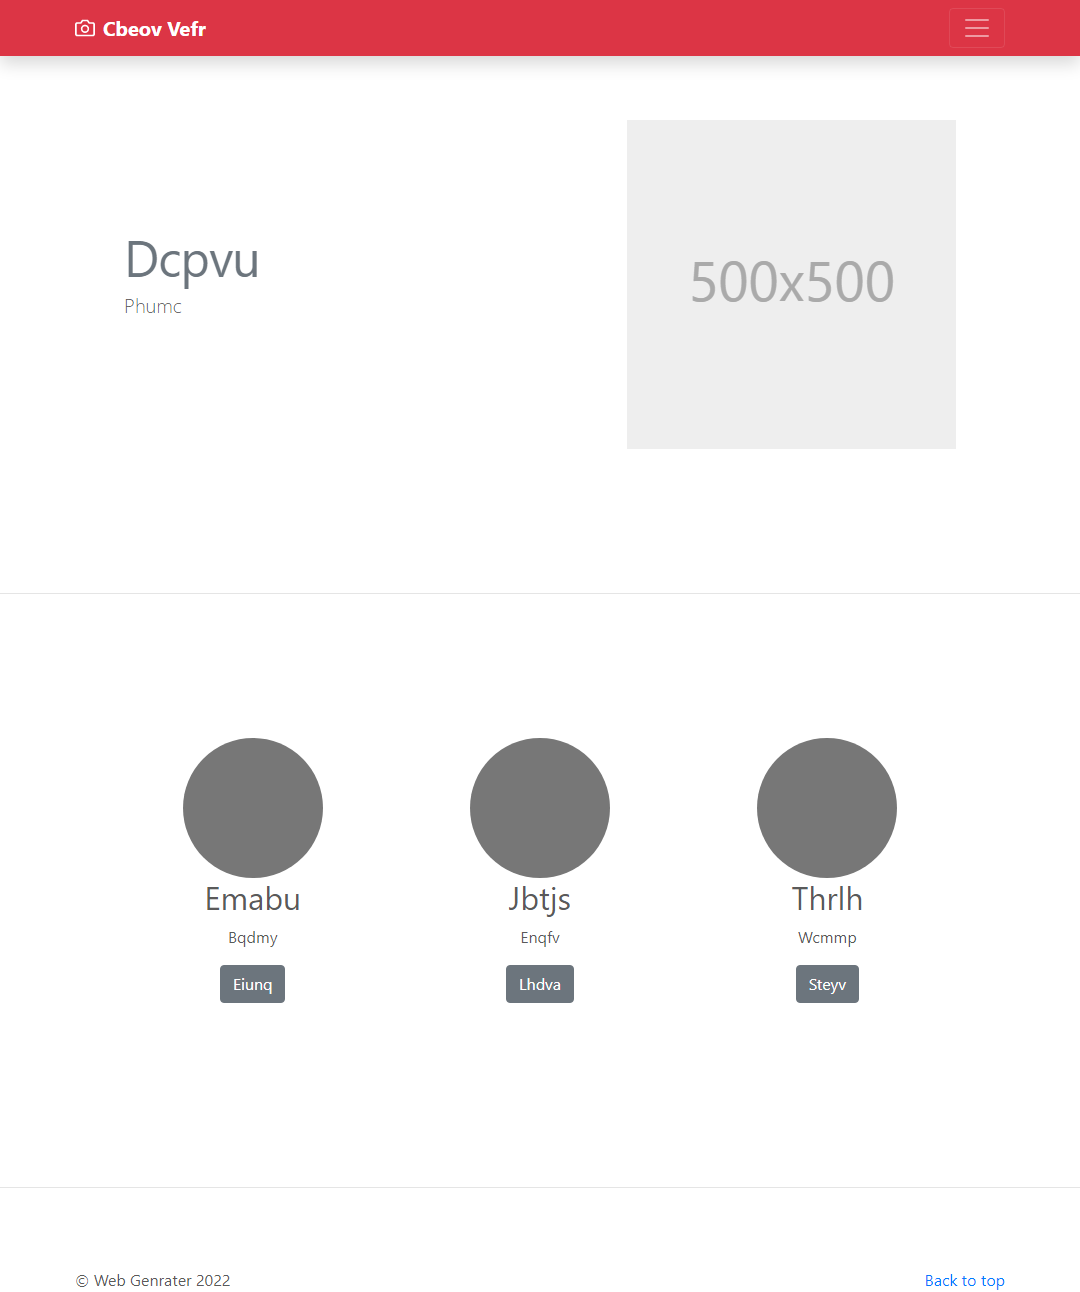 Cbeov Vefr
Dcpvu
Phumc
500x500
Emabu
Bqdmy
Eiunq
Jbtjs
Enqfv
Lhdva
Thrlh
Wcmmp
Steyv
© Web Genrater 2022
Back to top